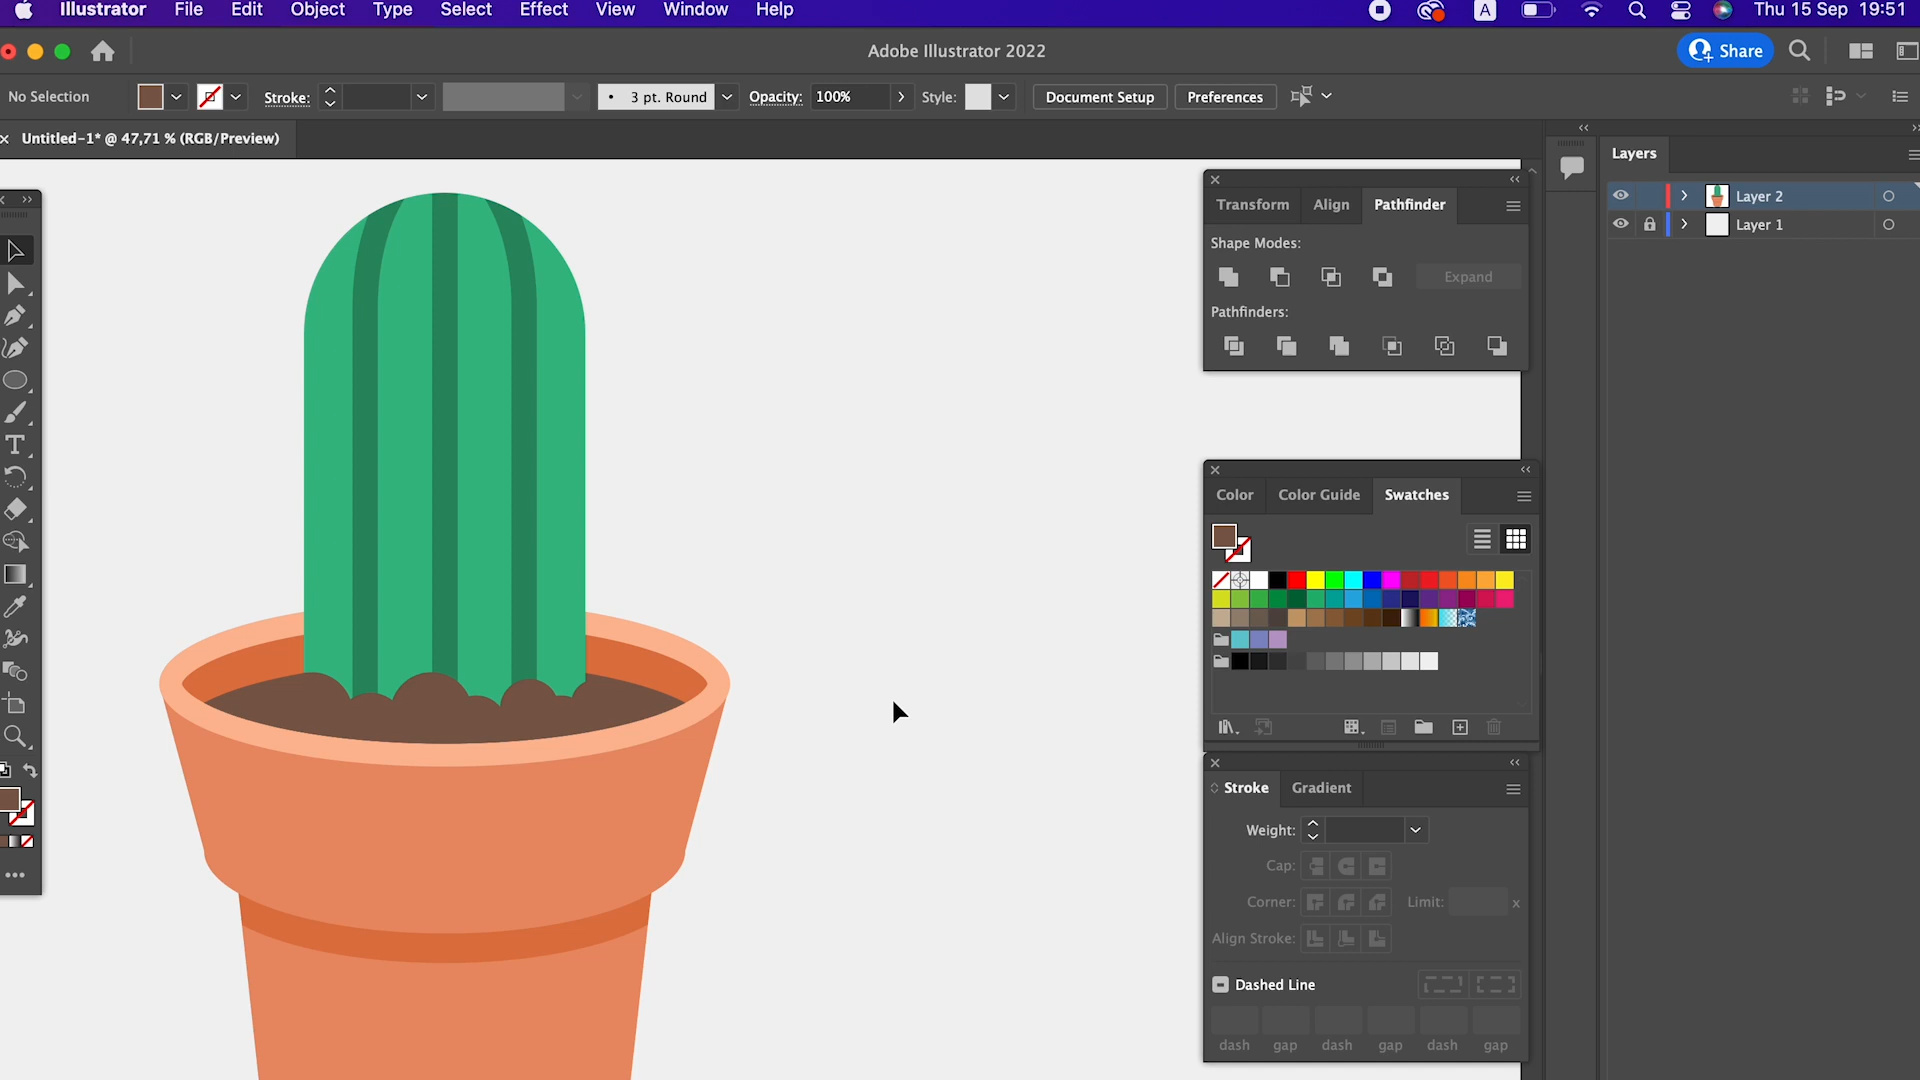 Illustrator File Edit Object Type Select Effect View Window Help A Thu 15 Sep 19:51
Adobe Illustrator 2022 Share
No Selection Stroke: 3 pt. Round Opacity: 100% Style: Document Setup Preferences
Untitled-1* @ 47,71 % (RGB/Preview)
Layers
Layer 2
Layer 1
Transform Align Pathfinder
Shape Modes:
Expand
Pathfinders:
Color Color Guide Swatches
Stroke Gradient
Weight:
Cap:
Corner: Limit: x
Align Stroke:
Dashed Line
dash gap dash gap dash gap